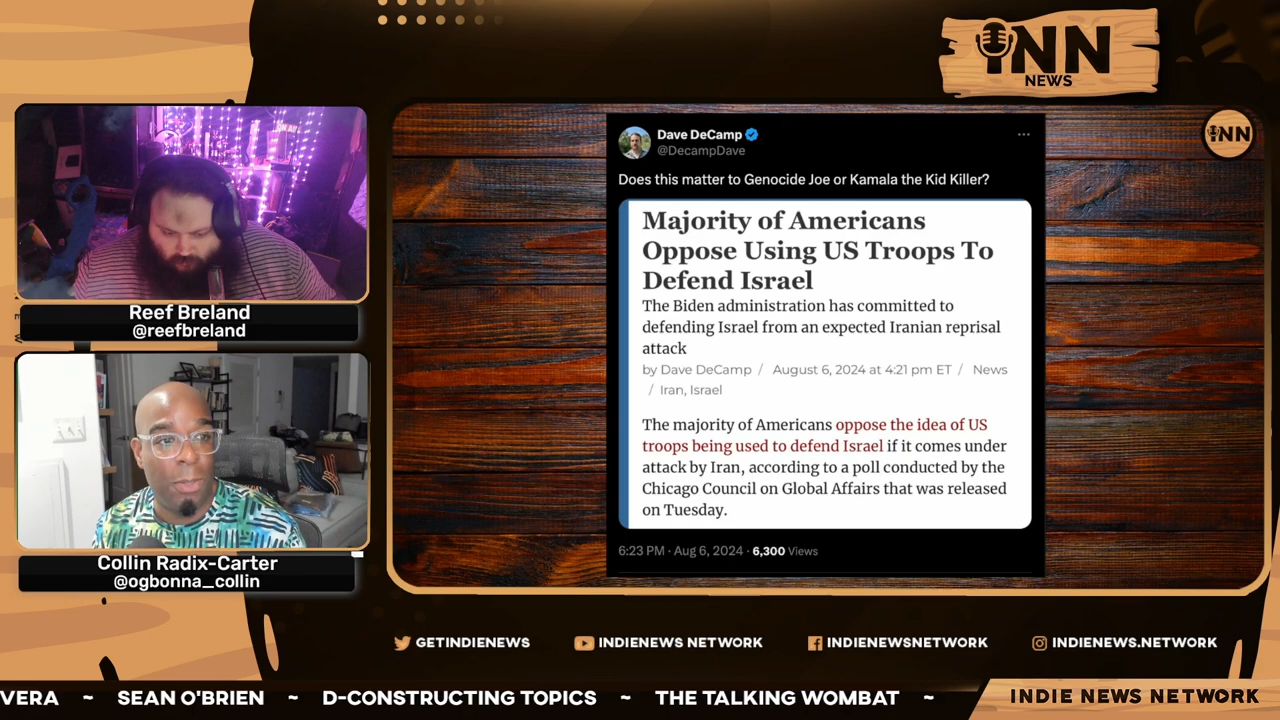 iNN
NEWS
iNN
Reef Breland
@reefbreland
Collin Radix-Carter
@ogbonna_collin
Dave DeCamp
@DecampDave
Does this matter to Genocide Joe or Kamala the Kid Killer?
Majority of Americans
Oppose Using US Troops To
Defend Israel
The Biden administration has committed to
defending Israel from an expected Iranian reprisal
attack
by Dave DeCamp / August 6, 2024 at 4:21 pm ET / News
/ Iran, Israel
The majority of Americans oppose the idea of US
troops being used to defend Israel if it comes under
attack by Iran, according to a poll conducted by the
Chicago Council on Global Affairs that was released
on Tuesday.
6:23 PM · Aug 6, 2024 · 6,300 Views
GETINDIENEWS
INDIENEWS NETWORK
INDIENEWSNETWORK
INDIENEWS.NETWORK
VERA ~ SEAN O'BRIEN ~ D-CONSTRUCTING TOPICS ~ THE TALKING WOMBAT ~
INDIE NEWS NETWORK